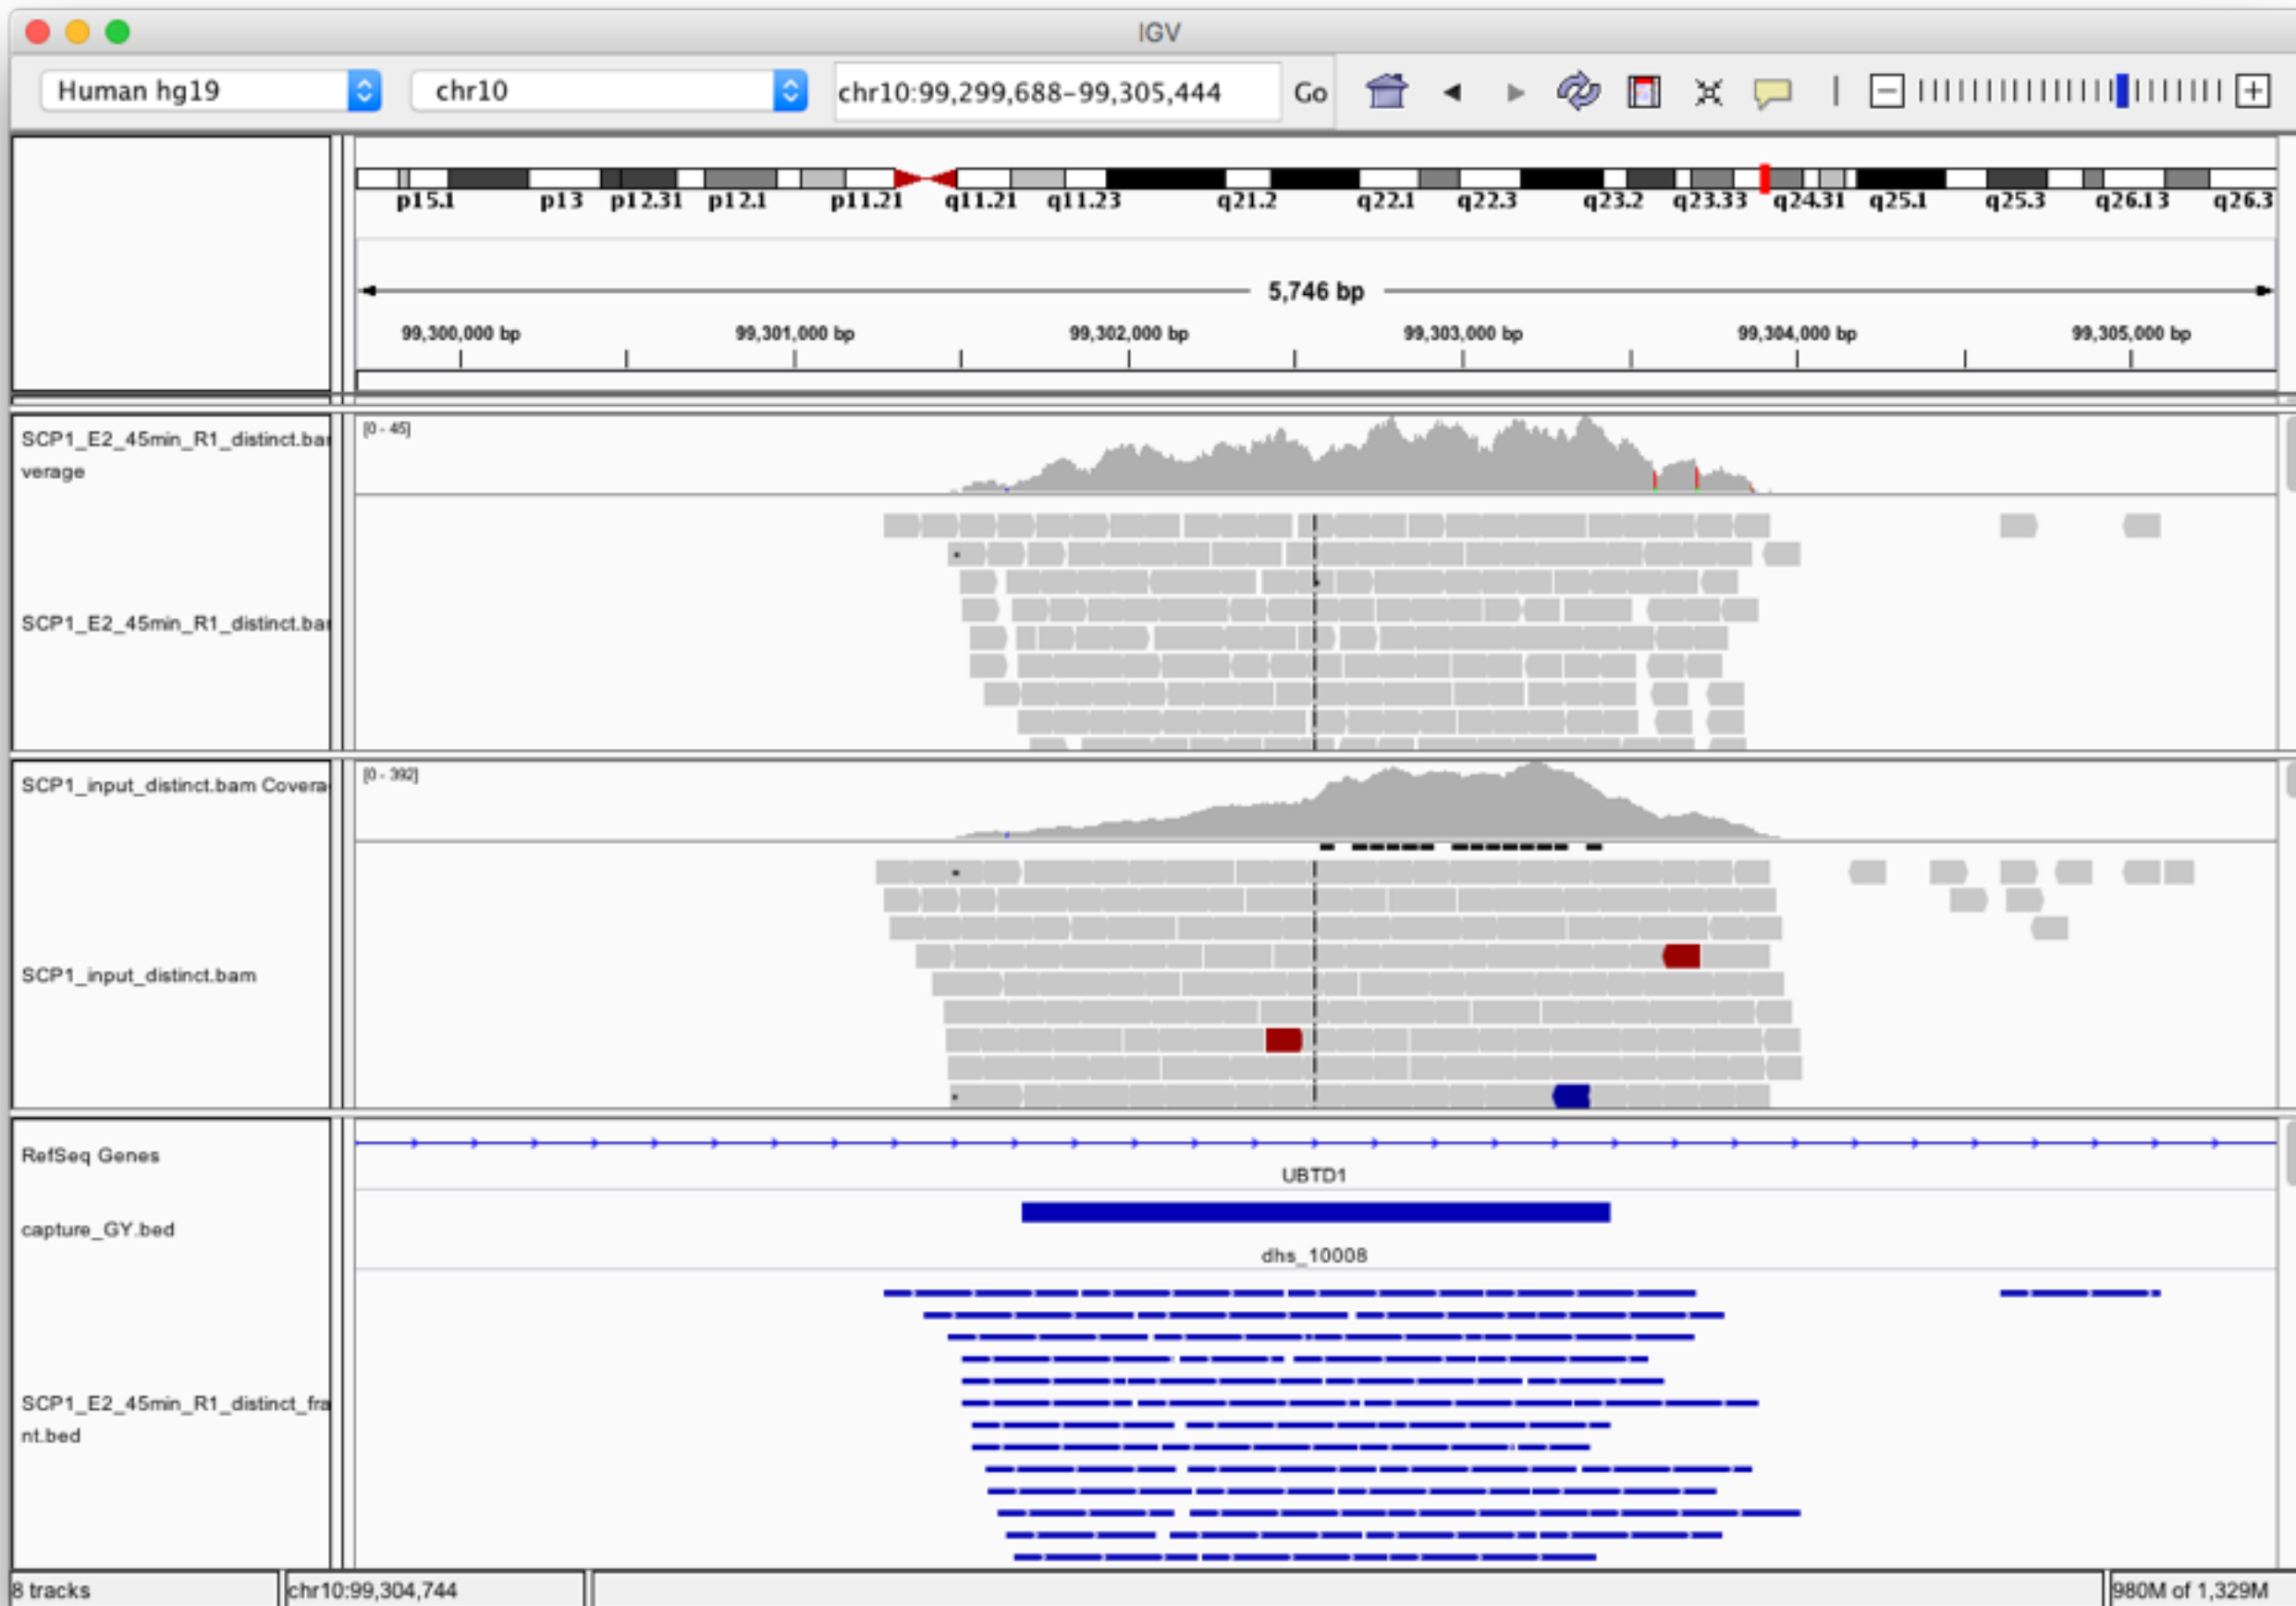 IGV
Human hg19 chr10 chr10:99,299,688-99,305,444 Go
p15.1 p13 p12.31 p12.1 p11.21 q11.21 q11.23 q21.2 q22.1 q22.3 q23.2 q23.33 q24.31 q25.1 q25.3 q26.13 q26.3
5,746 bp
99,300,000 bp 99,301,000 bp 99,302,000 bp 99,303,000 bp 99,304,000 bp 99,305,000 bp
SCP1_E2_45min_R1_distinct.bar [0 - 45]
verage
SCP1_E2_45min_R1_distinct.bar
SCP1_input_distinct.bam Covera [0 - 392]
SCP1_input_distinct.bam
RefSeq Genes
UBTD1
capture_GY.bed
dhs_10008
SCP1_E2_45min_R1_distinct_fra
nt.bed
8 tracks chr10:99,304,744 980M of 1,329M